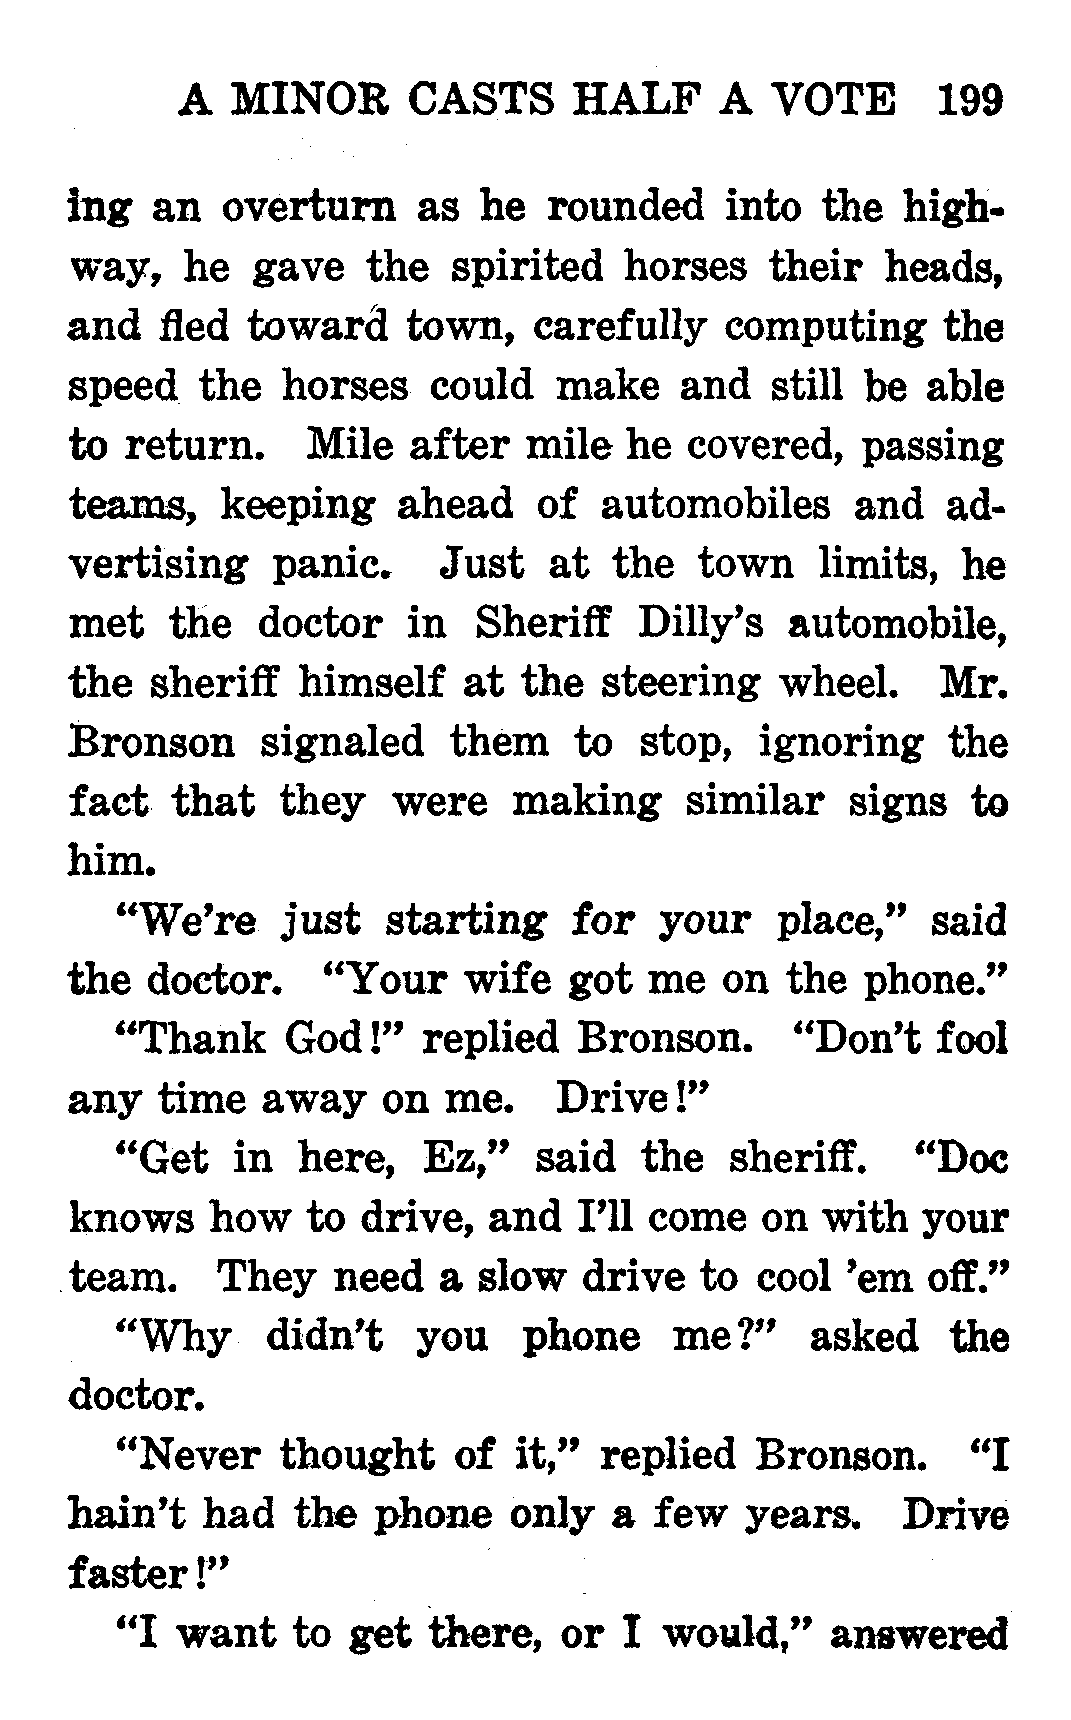 A MINOR CASTS HALF A VOTE 199
ing an overturn as he rounded into the high-
way, he gave the spirited horses their heads,
and fled toward town, carefully computing the
speed the horses could make and still be able
to return. Mile after mile he covered, passing
teams, keeping ahead of automobiles and ad-
vertising panic. Just at the town limits, he
met the doctor in Sheriff Dilly's automobile,
the sheriff himself at the steering wheel. Mr.
Bronson signaled them to stop, ignoring the
fact that they were making similar signs to
him.
“We're just starting for your place,” said
the doctor. “Your wife got me on the phone.”
“Thank God!” replied Bronson. “Don't fool
any time away on me. Drive!”
“Get in here, Ez,” said the sheriff. “Doc
knows how to drive, and I'll come on with your
team. They need a slow drive to cool 'em off.”
“Why didn't you phone me?” asked the
doctor.
“Never thought of it,” replied Bronson. “I
hain't had the phone only a few years. Drive
faster!”
“I want to get there, or I would,” answered